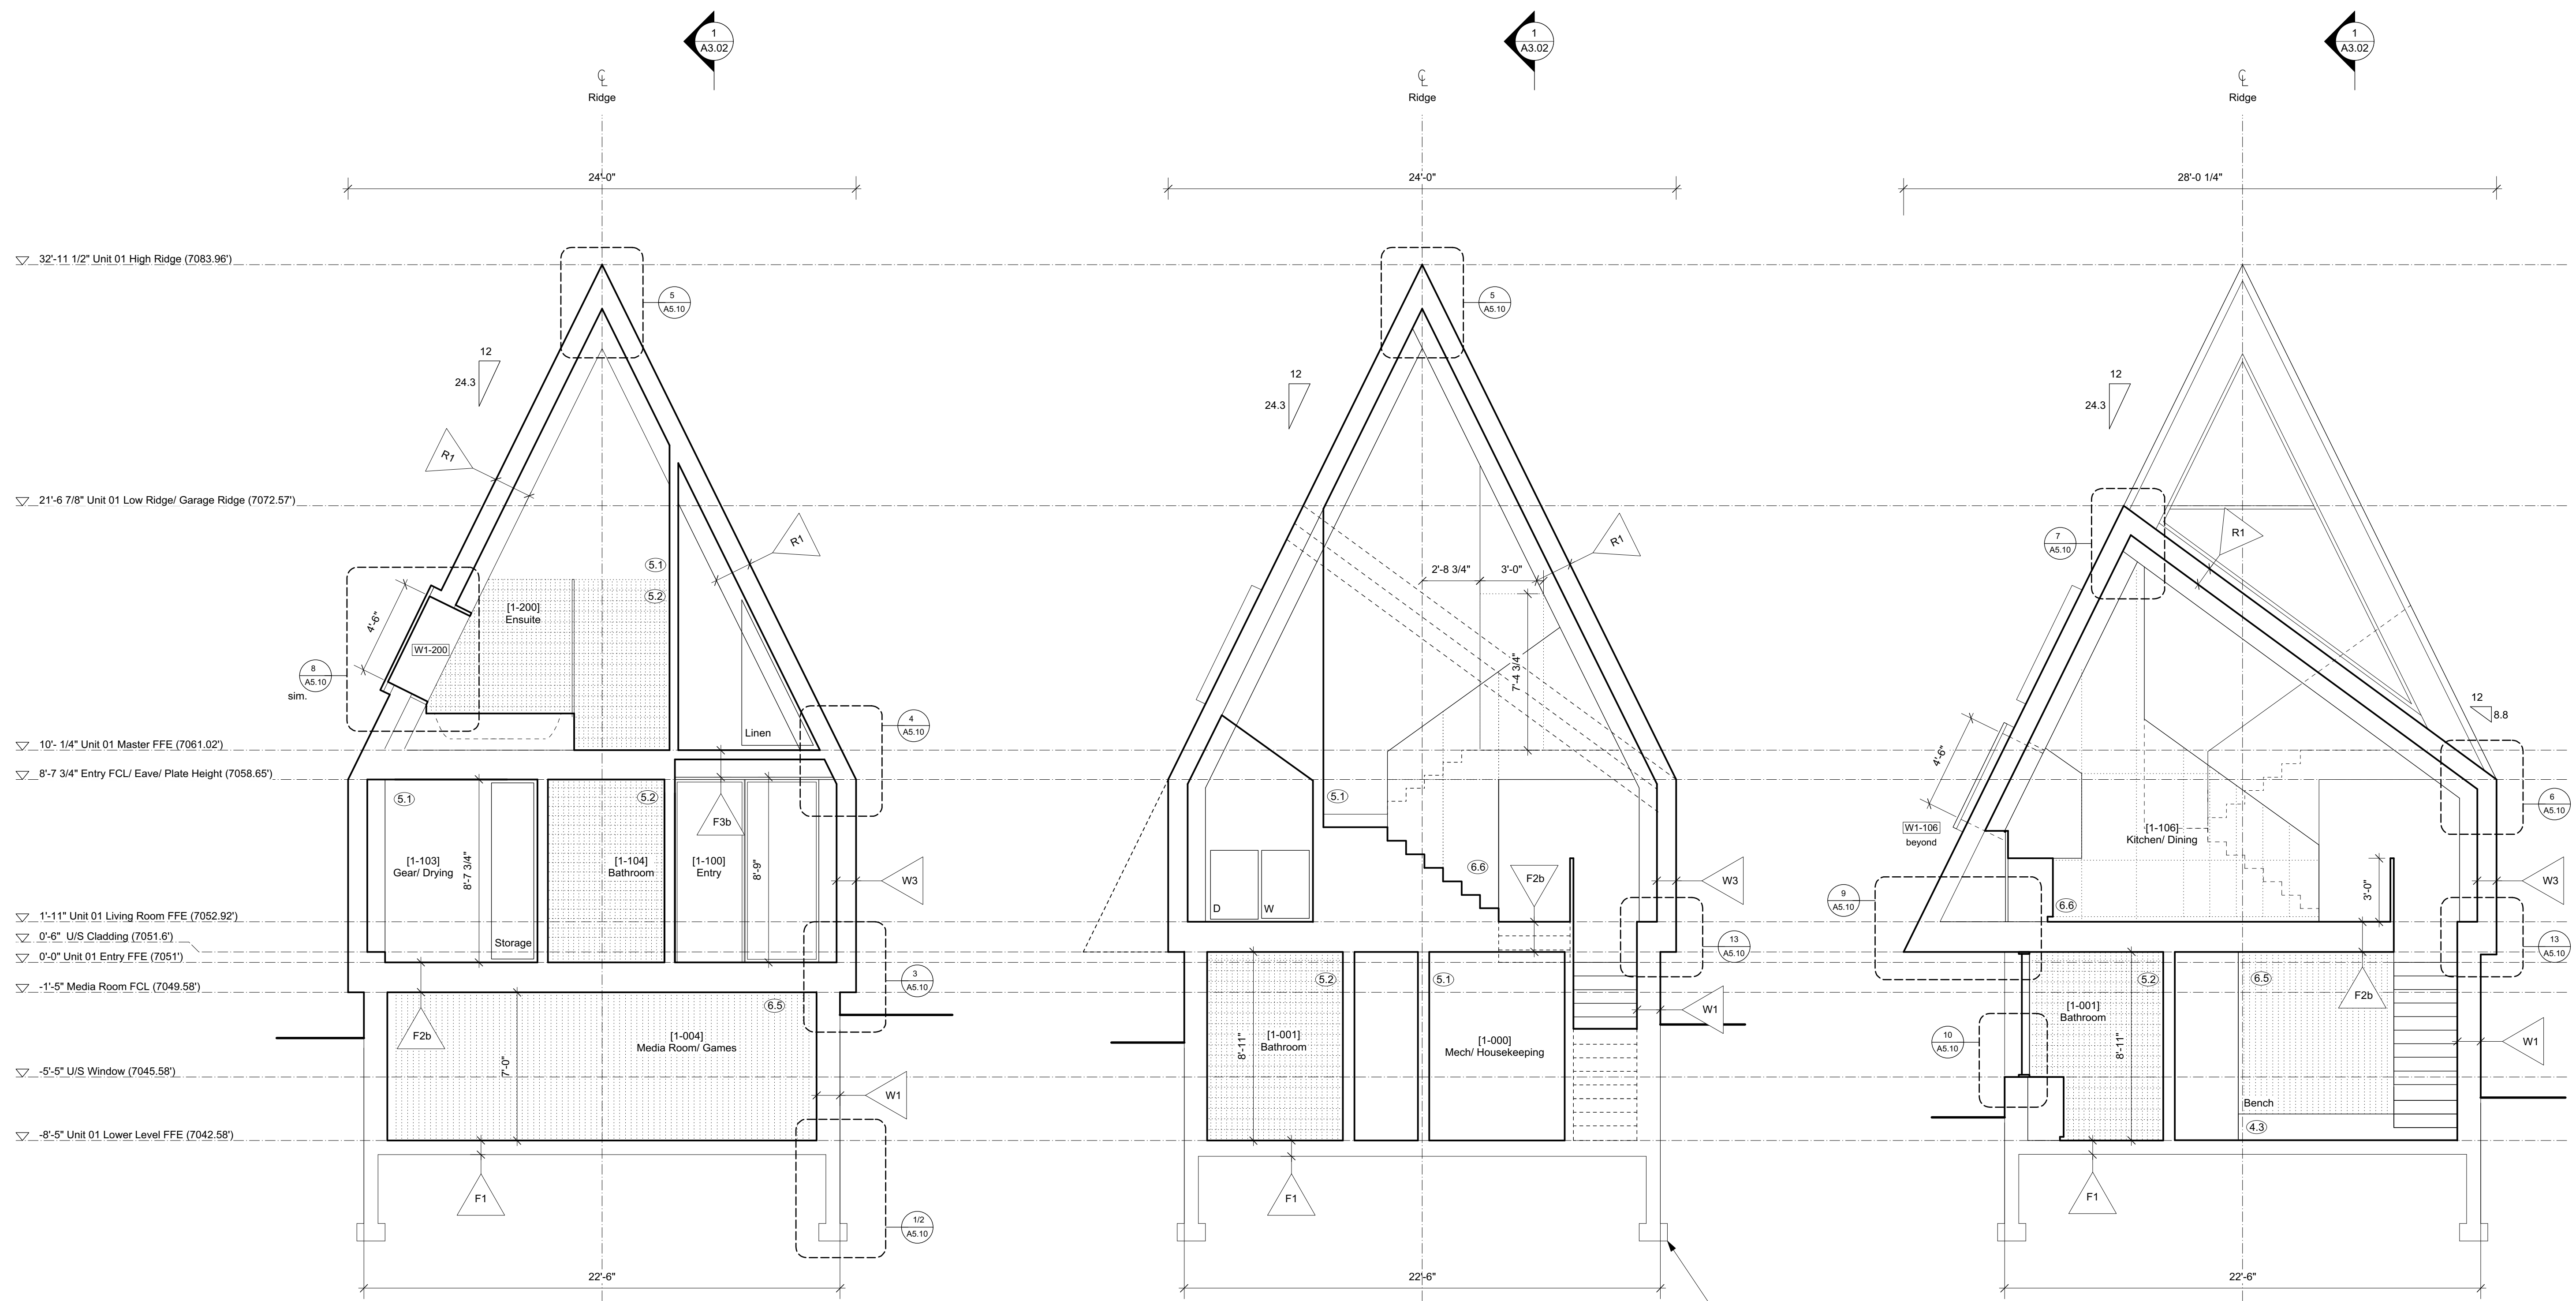 1
A3.02
1
A3.02
1
A3.02
℄
Ridge
℄
Ridge
℄
Ridge
24'-0"
24'-0"
28'-0 1/4"
32'-11 1/2" Unit 01 High Ridge (7083.96')
5
A5.10
5
A5.10
12
24.3
12
24.3
12
24.3
R1
21'-6 7/8" Unit 01 Low Ridge/ Garage Ridge (7072.57')
R1
R1
7
A5.10
R1
5.1
5.2
2'-8 3/4"
3'-0"
[1-200]
Ensuite
4'-6"
W1-200
8
A5.10
sim.
7'-4 3/4"
Linen
4
A5.10
12
8.8
10'- 1/4" Unit 01 Master FFE (7061.02')
4'-6"
8'-7 3/4" Entry FCL/ Eave/ Plate Height (7058.65')
5.1
5.2
F3b
5.1
6
A5.10
W1-106
beyond
[1-106]
Kitchen/ Dining
[1-103]
Gear/ Drying
8'-7 3/4"
[1-104]
Bathroom
[1-100]
Entry
8'-9"
W3
6.6
F2b
W3
3'-0"
W3
D
W
9
A5.10
6.6
1'-11" Unit 01 Living Room FFE (7052.92')
0'-6" U/S Cladding (7051.6')
Storage
13
A5.10
13
A5.10
0'-0" Unit 01 Entry FFE (7051')
3
A5.10
5.2
5.1
5.2
6.5
-1'-5" Media Room FCL (7049.58')
6.5
F2b
W1
F2b
[1-001]
Bathroom
F2b
[1-004]
Media Room/ Games
8'-11"
[1-001]
Bathroom
[1-000]
Mech/ Housekeeping
10
A5.10
8'-11"
W1
7'-0"
-5'-5" U/S Window (7045.58')
W1
Bench
4.3
-8'-5" Unit 01 Lower Level FFE (7042.58')
F1
F1
F1
1/2
A5.10
22'-6"
22'-6"
22'-6"